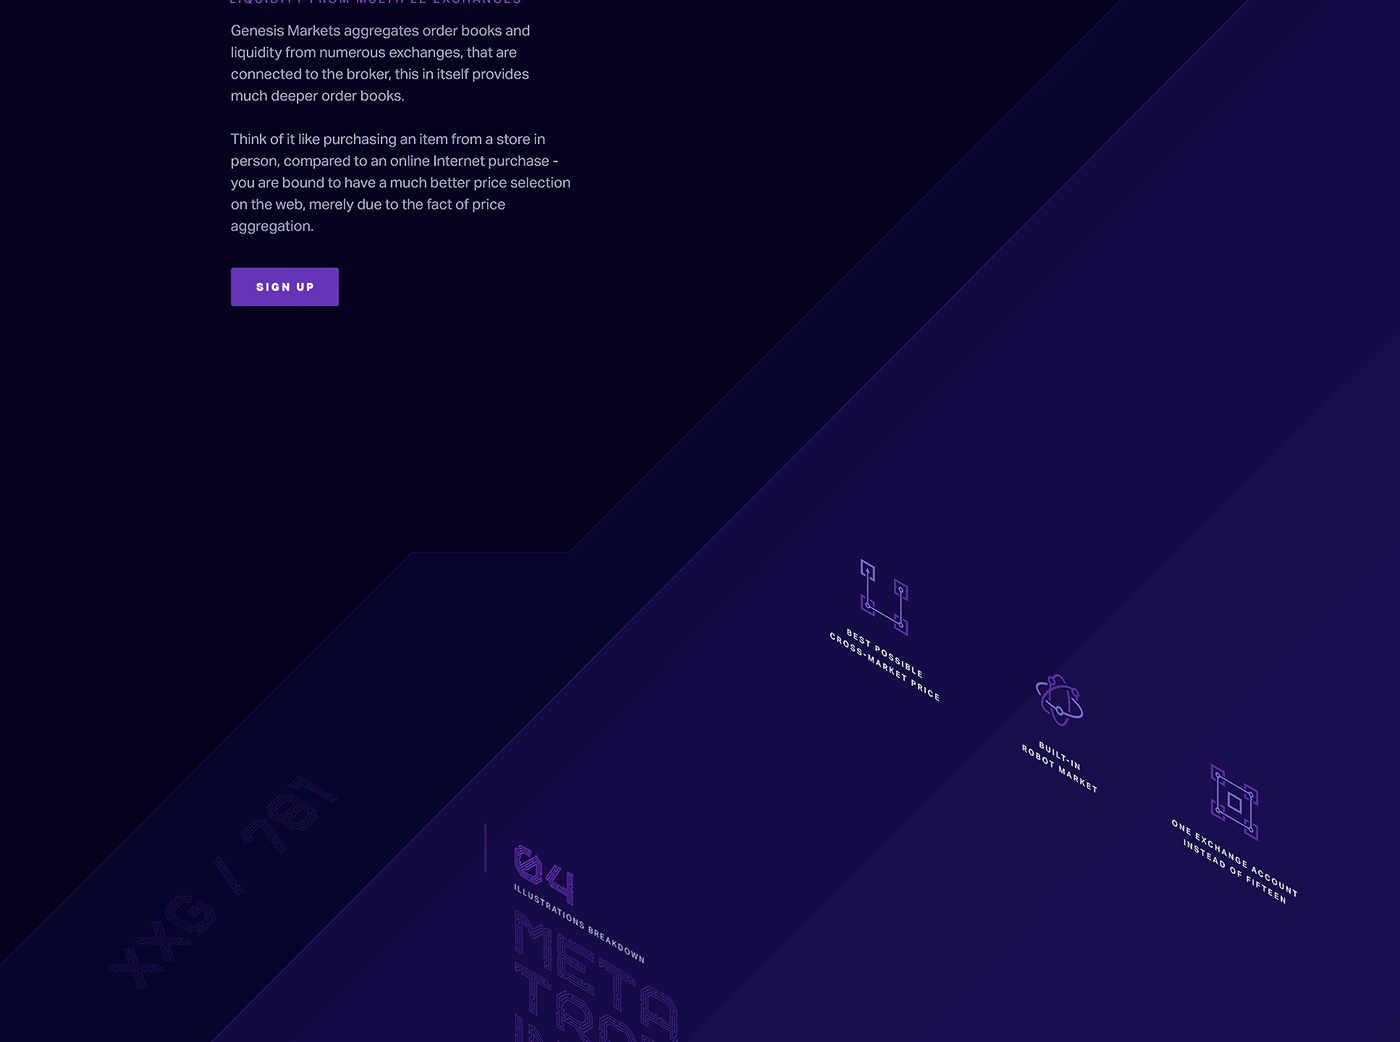 LIQUIDITY FROM MULTIPLE EXCHANGES
Genesis Markets aggregates order books and
liquidity from numerous exchanges, that are
connected to the broker, this in itself provides
much deeper order books.
Think of it like purchasing an item from a store in
person, compared to an online Internet purchase -
you are bound to have a much better price selection
on the web, merely due to the fact of price
aggregation.
SIGN UP
BEST POSSIBLE
CROSS-MARKET PRICE
BUILT-IN
ROBOT MARKET
ONE EXCHANGE ACCOUNT
INSTEAD OF FIFTEEN
XXG / 781
04
ILLUSTRATIONS BREAKDOWN
META